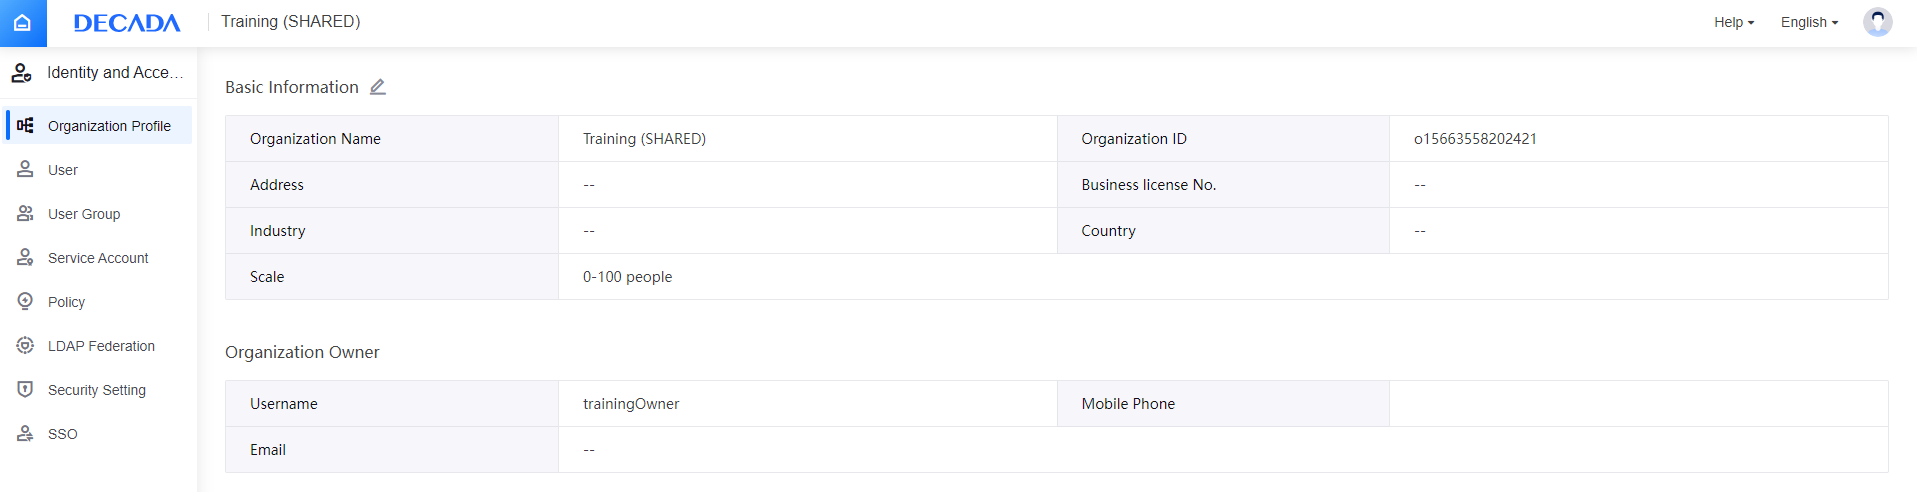 DECADA Training (SHARED) Help English
Identity and Acce...
Organization Profile
User
User Group
Service Account
Policy
LDAP Federation
Security Setting
SSO
Basic Information
Organization Name Training (SHARED) Organization ID o15663558202421
Address -- Business license No. --
Industry -- Country --
Scale 0-100 people
Organization Owner
Username trainingOwner Mobile Phone
Email --